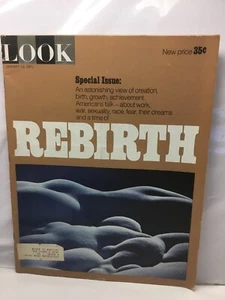 LOOK
New price 35¢
Special Issue:
An astonishing view of creation,
birth, growth, achievement.
Americans talk—about work,
war, sexuality, race, fear, their dreams
and a time of
REBIRTH